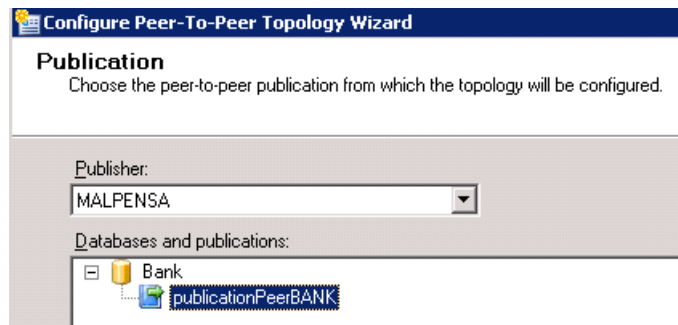 Configure Peer-To-Peer Topology Wizard
Publication
Choose the peer-to-peer publication from which the topology will be configured.
Publisher:
MALPENSA
Databases and publications:
Bank
publicationPeerBANK